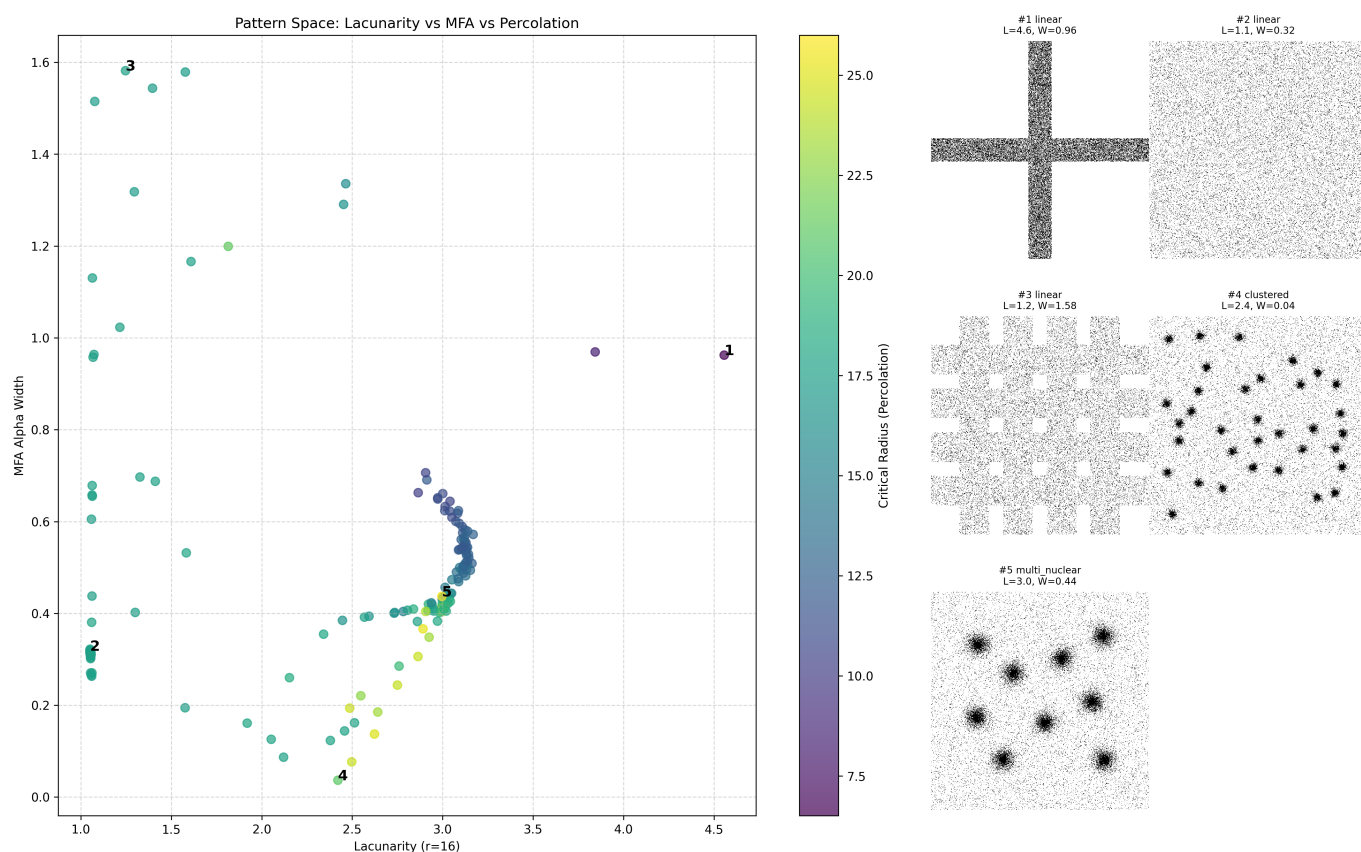 Pattern Space: Lacunarity vs MFA vs Percolation
MFA Alpha Width
1.6
1.4
1.2
1.0
0.8
0.6
0.4
0.2
0.0
1.0
1.5
2.0
2.5
3.0
3.5
4.0
4.5
Lacunarity (r=16)
3
1
5
2
4
25.0
22.5
20.0
17.5
15.0
12.5
10.0
7.5
Critical Radius (Percolation)
#1 linear
L=4.6, W=0.96
#2 linear
L=1.1, W=0.32
#3 linear
L=1.2, W=1.58
#4 clustered
L=2.4, W=0.04
#5 multi_nuclear
L=3.0, W=0.44